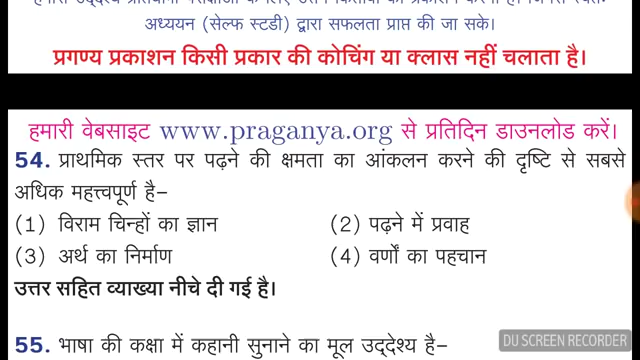 अध्ययन (सेल्फ स्टडी) द्वारा सफलता प्राप्त की जा सके।
प्रगण्य प्रकाशन किसी प्रकार की कोचिंग या क्लास नहीं चलाता है।
हमारी वेबसाइट www.praganya.org से प्रतिदिन डाउनलोड करें।
54. प्राथमिक स्तर पर पढ़ने की क्षमता का आंकलन करने की दृष्टि से सबसे
अधिक महत्त्वपूर्ण है–
(1) विराम चिन्हों का ज्ञान (2) पढ़ने में प्रवाह
(3) अर्थ का निर्माण (4) वर्णों का पहचान
उत्तर सहित व्याख्या नीचे दी गई है।
55. भाषा की कक्षा में कहानी सुनाने का मूल उद्देश्य है–
DU SCREEN RECORDER